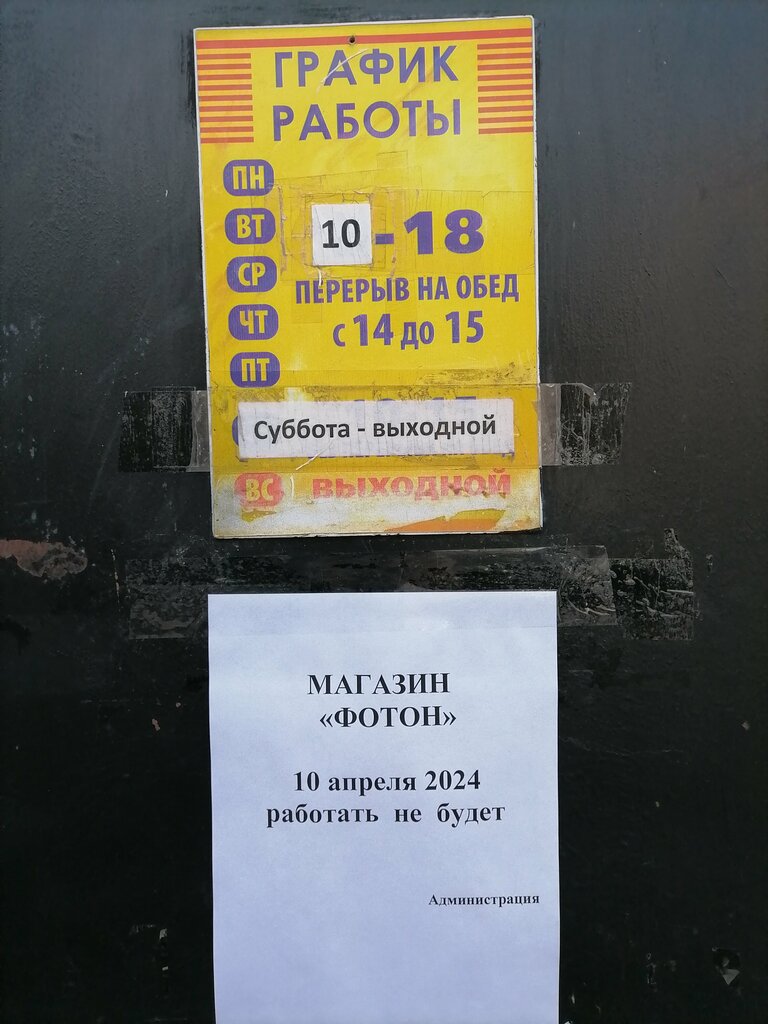 ГРАФИК
РАБОТЫ
ПН
ВТ
10-18
СР
ПЕРЕРЫВ НА ОБЕД
ЧТ
с 14 до 15
ПТ
Суббота - выходной
ВС ВЫХОДНОЙ
МАГАЗИН
«ФОТОН»
10 апреля 2024
работать не будет
Администрация